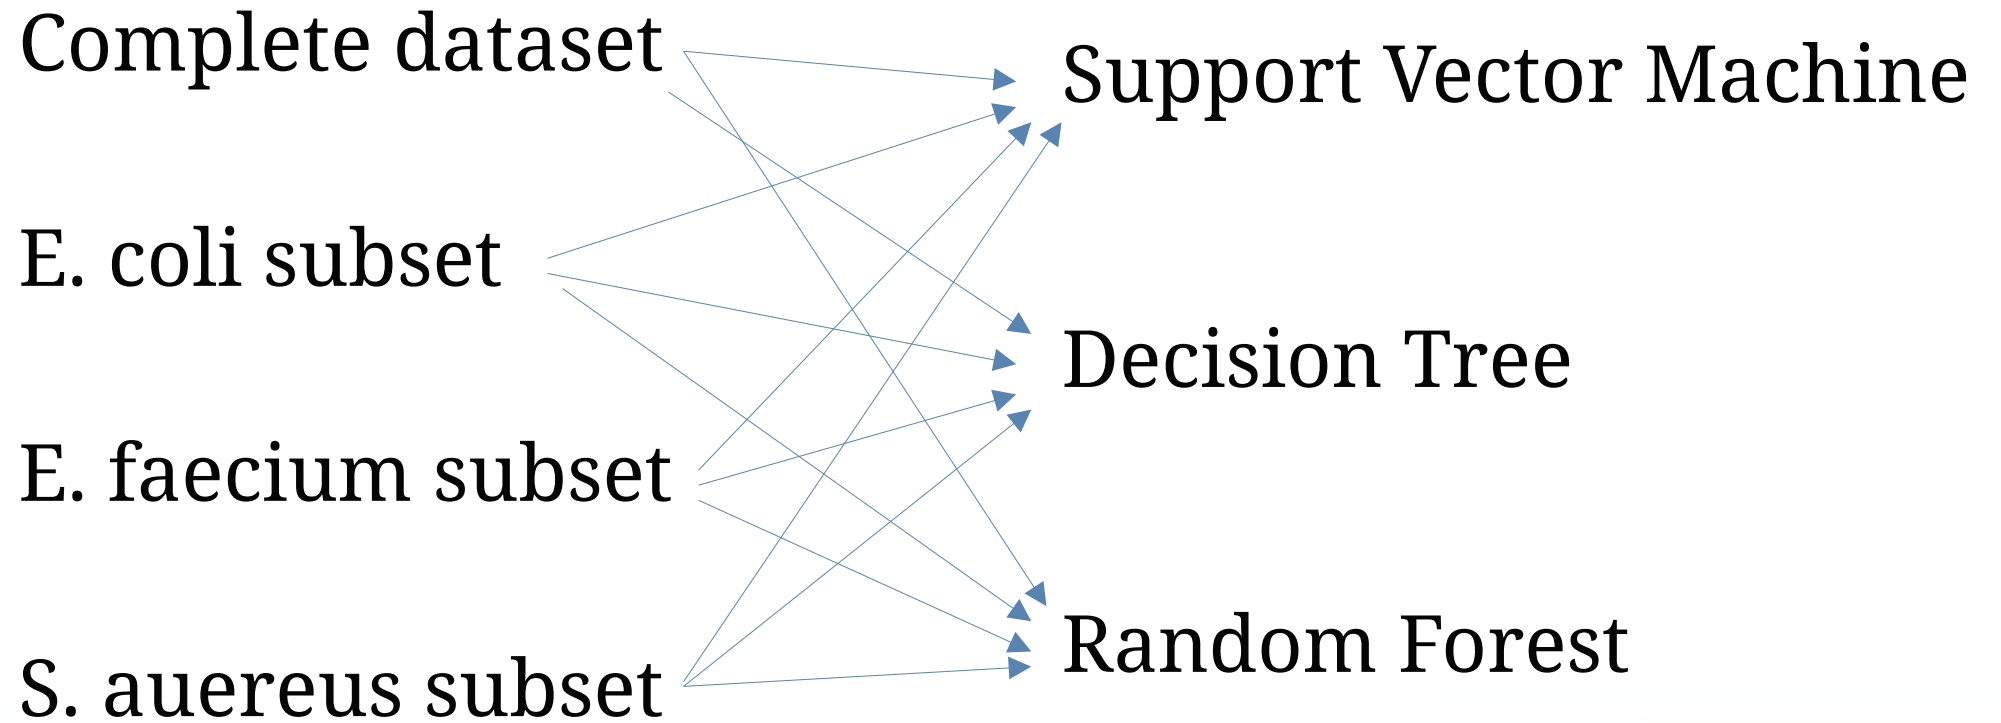 Complete dataset
Support Vector Machine
E. coli subset
Decision Tree
E. faecium subset
Random Forest
S. auereus subset